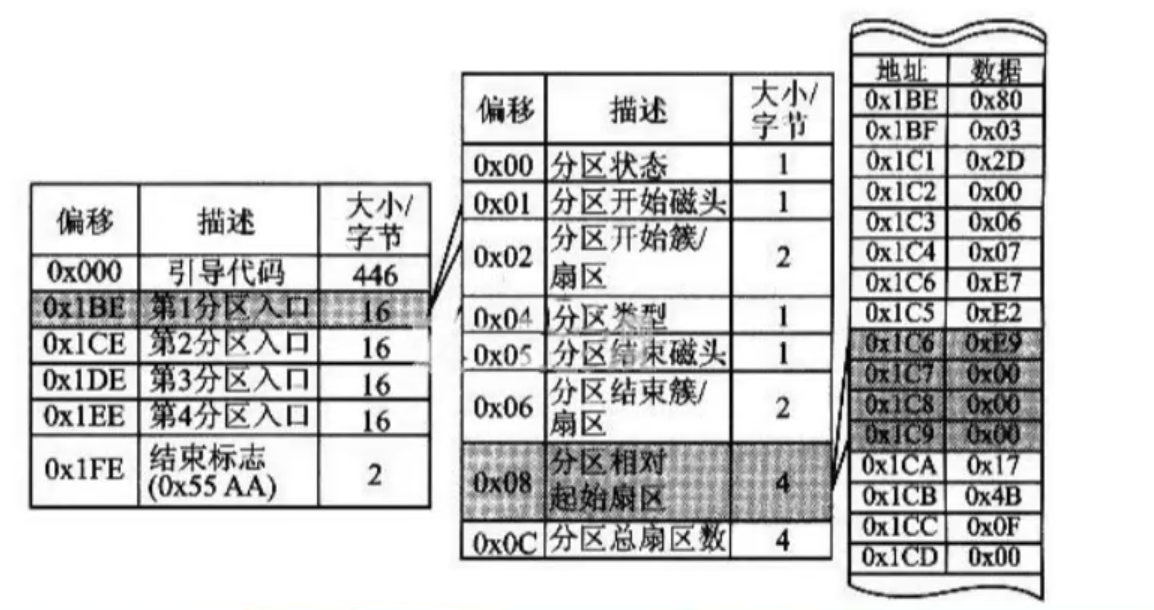 偏移 描述 大小/
字节
0x000 引导代码 446
0x1BE 第1分区入口 16
0x1CE 第2分区入口 16
0x1DE 第3分区入口 16
0x1EE 第4分区入口 16
0x1FE 结束标志
(0x55 AA) 2
偏移 描述 大小/
字节
0x00 分区状态 1
0x01 分区开始磁头 1
0x02 分区开始簇/
扇区 2
0x04 分区类型 1
0x05 分区结束磁头 1
0x06 分区结束簇/
扇区 2
0x08 分区相对
起始扇区 4
0x0C 分区总扇区数 4
地址 数据
0x1BE 0x80
0x1BF 0x03
0x1C1 0x2D
0x1C2 0x00
0x1C3 0x06
0x1C4 0x07
0x1C6 0xE7
0x1C5 0xE2
0x1C6 0xE9
0x1C7 0x00
0x1C8 0x00
0x1C9 0x00
0x1CA 0x17
0x1CB 0x4B
0x1CC 0x0F
0x1CD 0x00